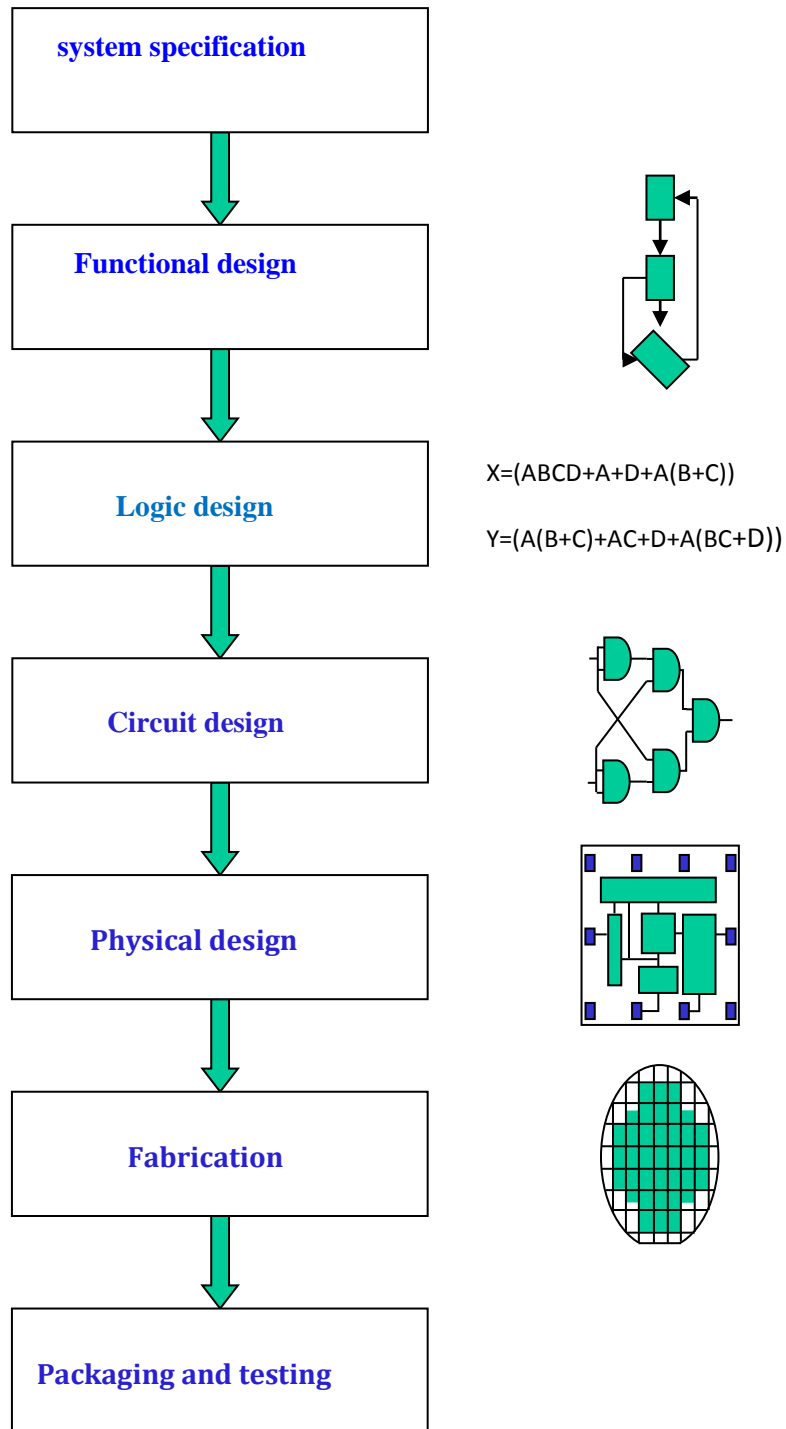 system specification
Functional design
Logic design
X=(ABCD+A+D+A(B+C))
Y=(A(B+C)+AC+D+A(BC+D))
Circuit design
Physical design
Fabrication
Packaging and testing